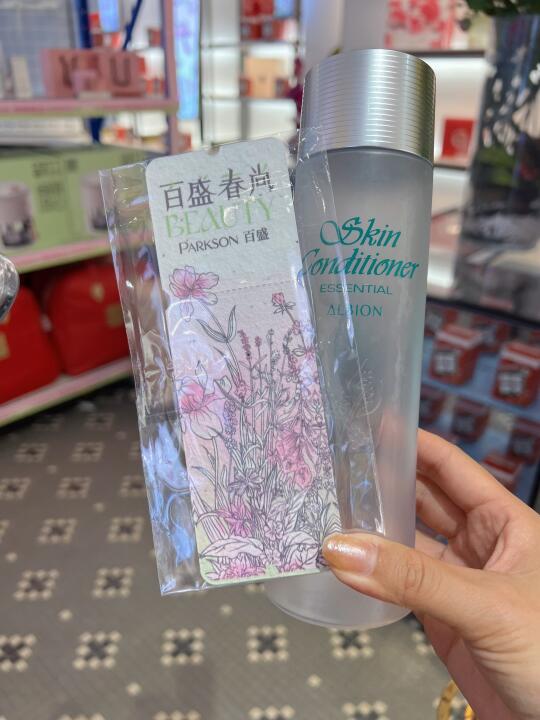 百盛 春尚
BEAUTY
PARKSON 百盛
Skin
Conditioner
ESSENTIAL
ALBION